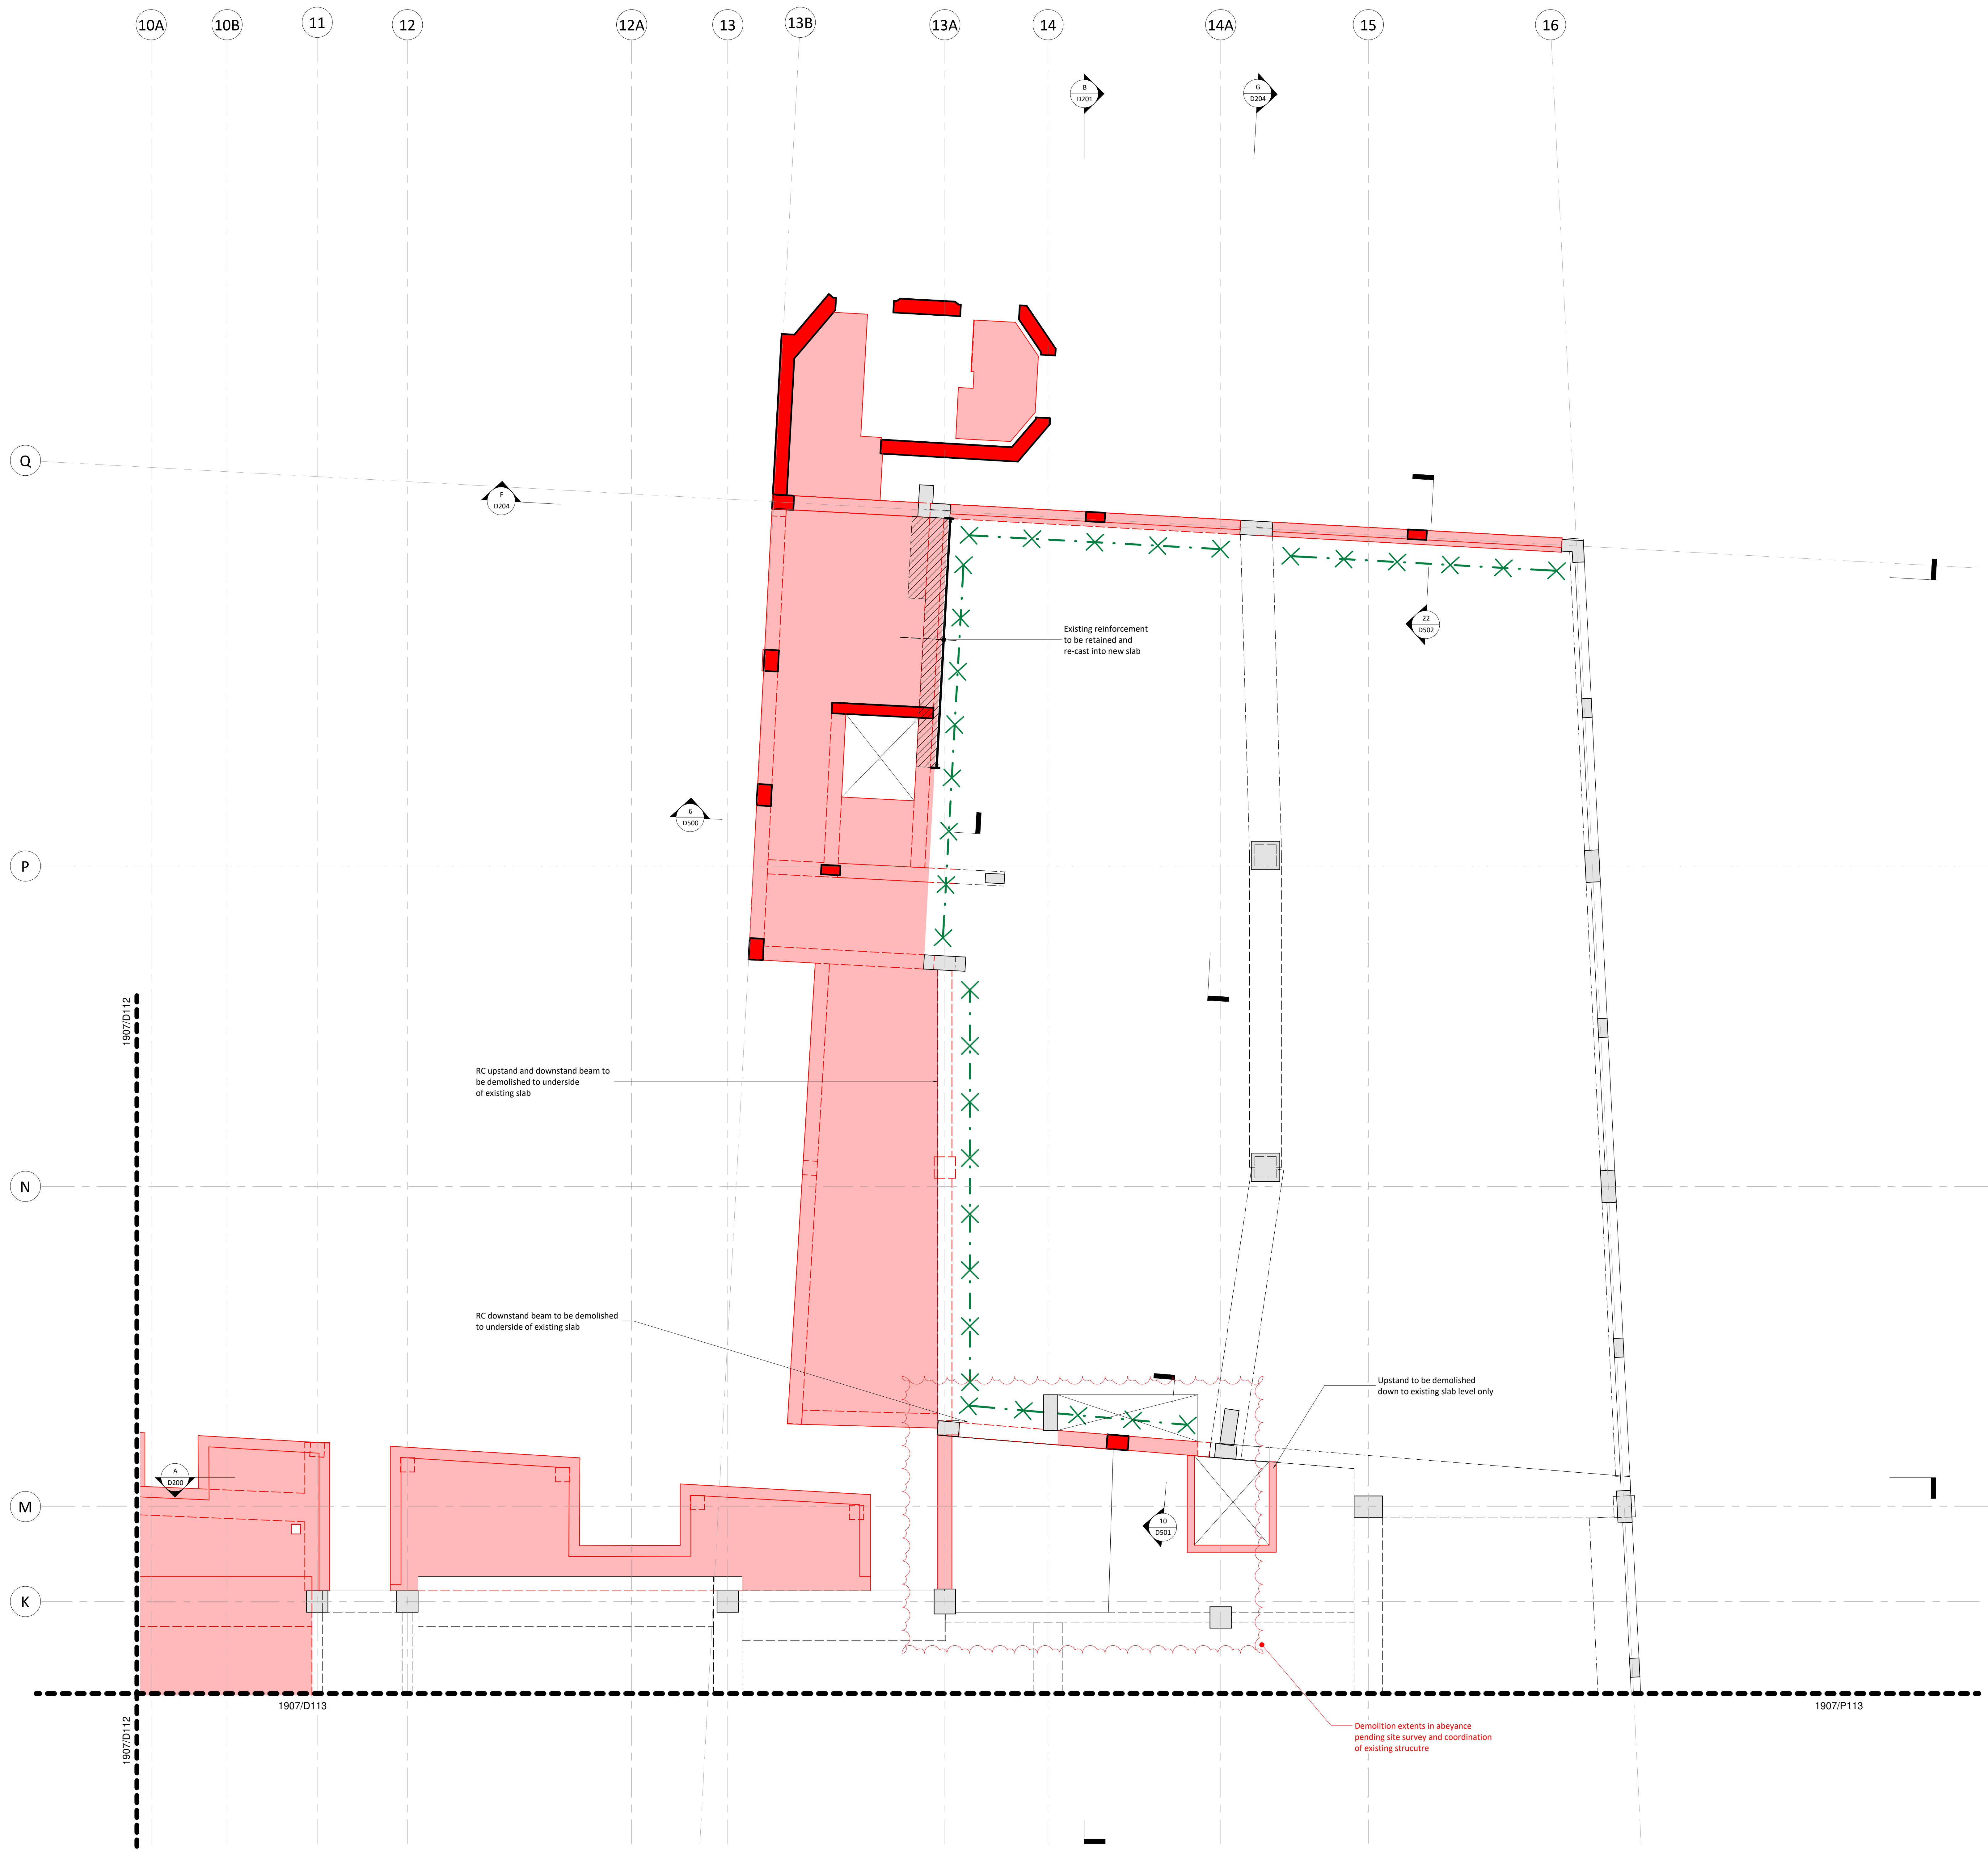 10A
10B
11
12
12A
13
13B
13A
14
14A
15
16
B
D201
G
D204
Q
F
D204
22
D502
Existing reinforcement
to be retained and
re-cast into new slab
6
D500
P
1907/D112
RC upstand and downstand beam to
be demolished to underside
of existing slab
N
RC downstand beam to be demolished
to underside of existing slab
Upstand to be demolished
down to existing slab level only
A
D200
M
10
D501
K
1907/D113
1907/P113
1907/D112
Demolition extents in abeyance
pending site survey and coordination
of existing strucutre